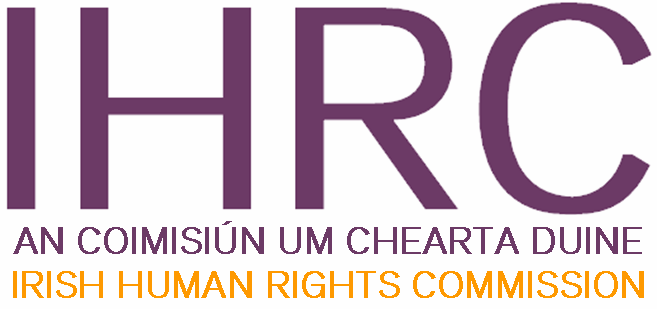 IHRC
AN COIMISIÚN UM CHEARTA DUINE
IRISH HUMAN RIGHTS COMMISSION